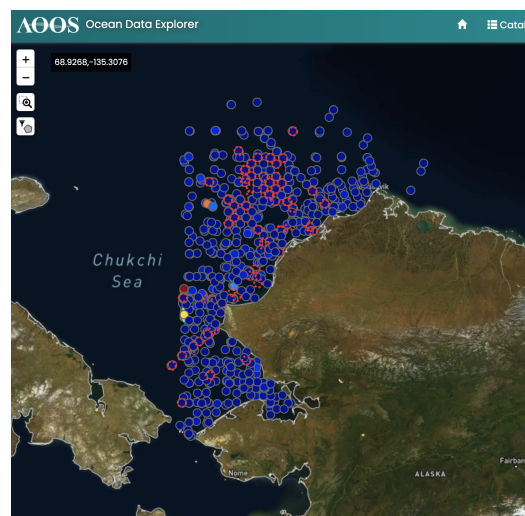 AOOS Ocean Data Explorer
Catal
+
−
68.9268,-135.3076
Chukchi
Sea
Nome
ALASKA
Fairban